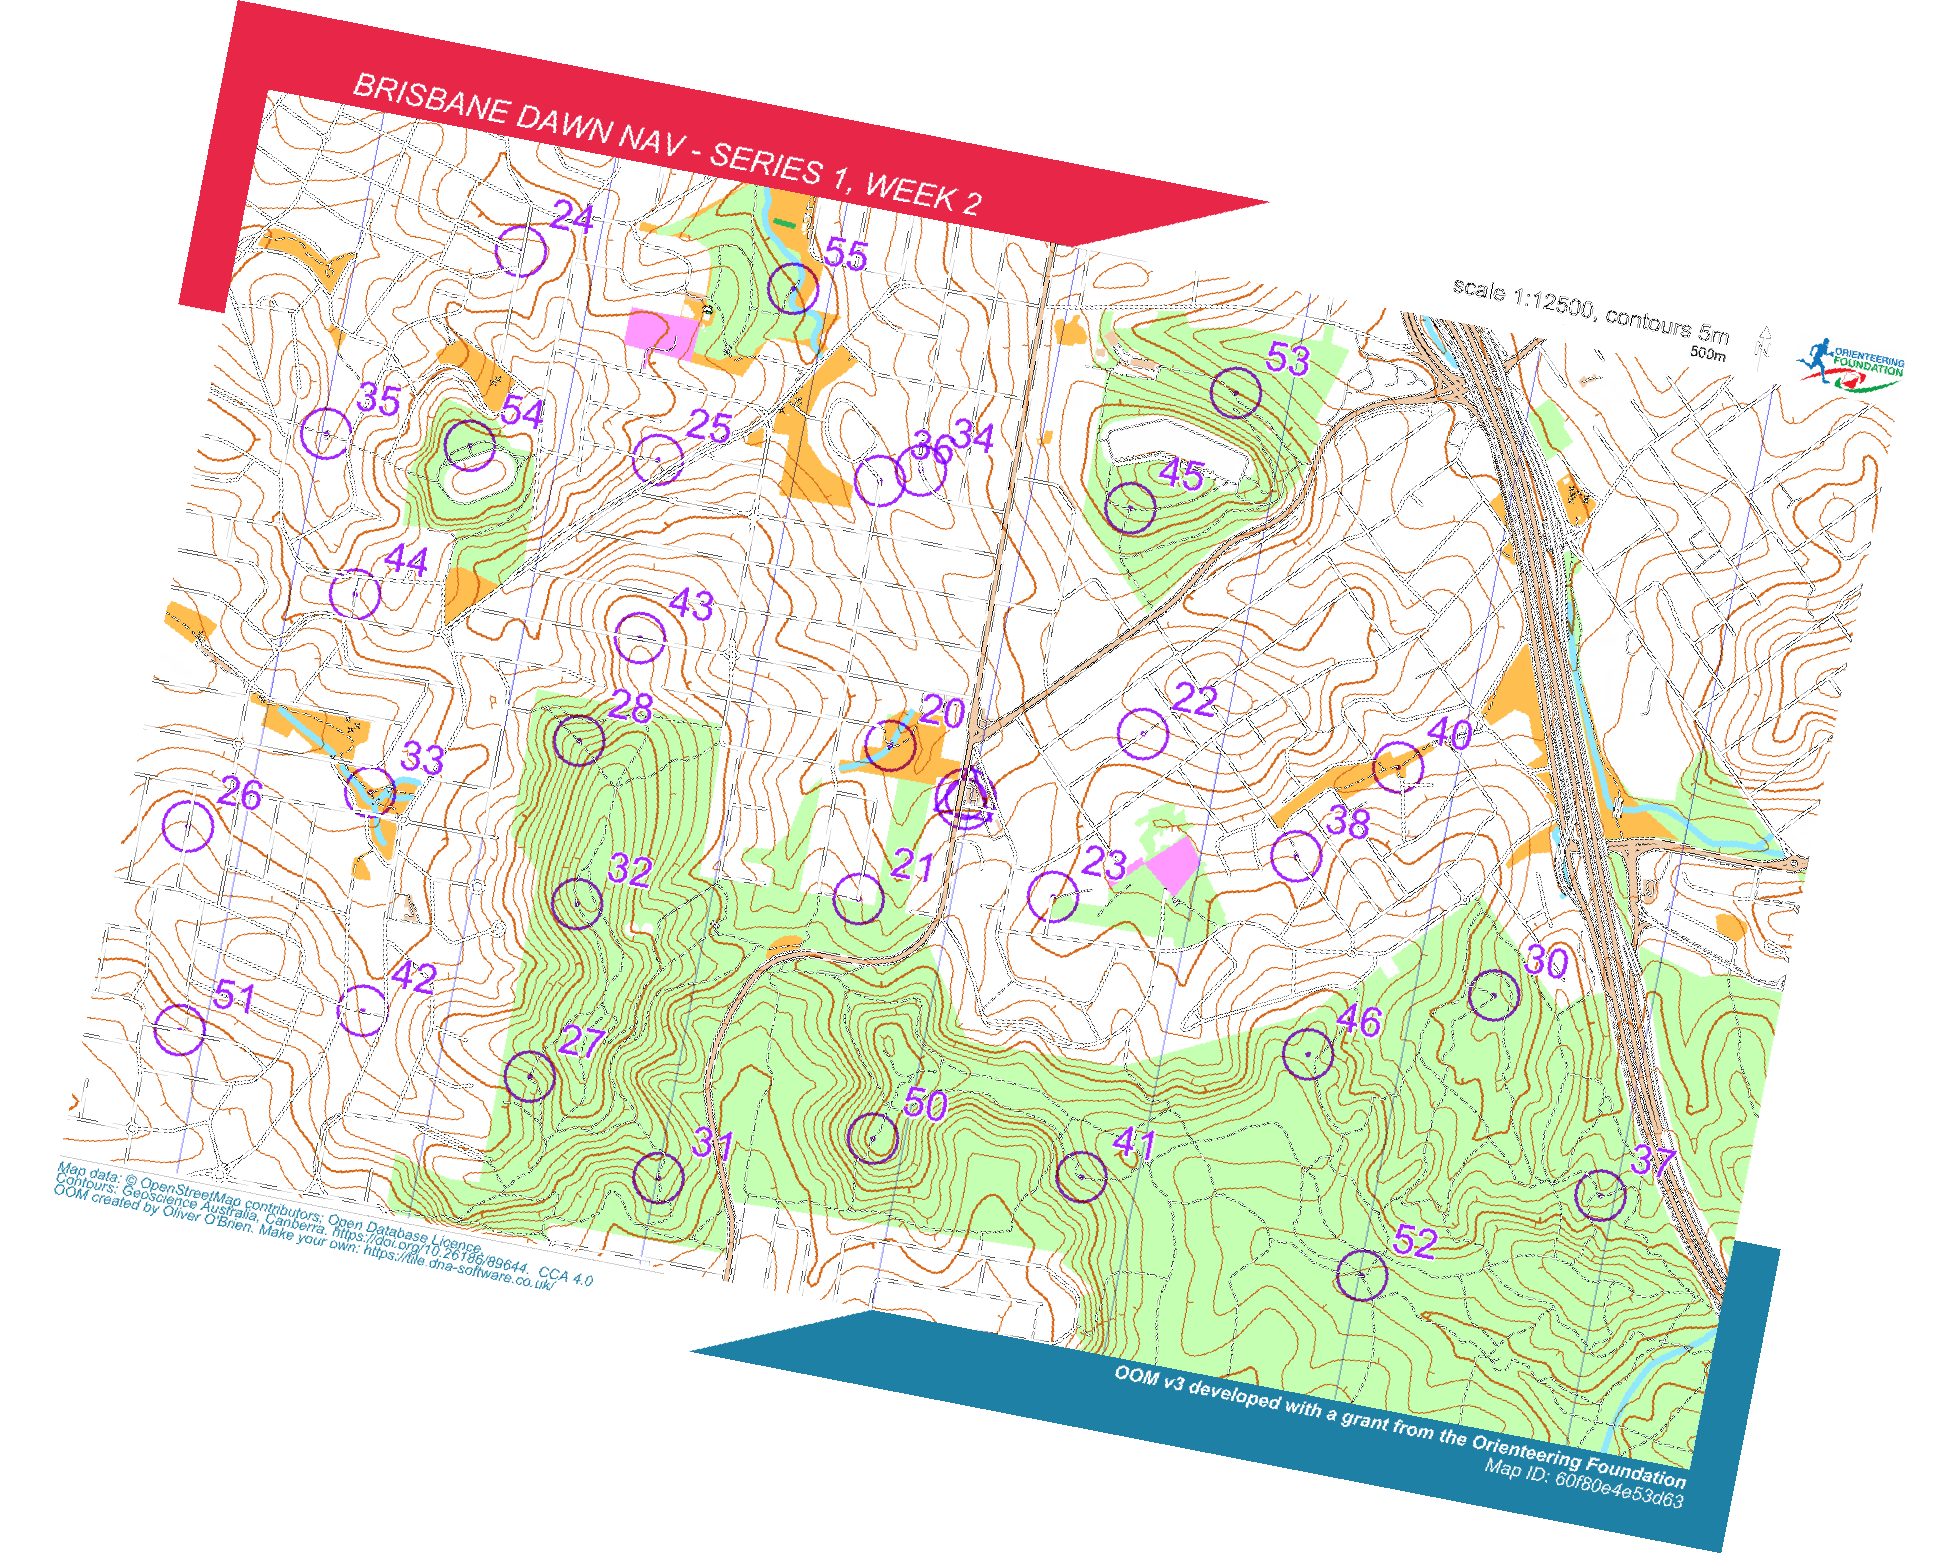 BRISBANE DAWN NAV - SERIES 1, WEEK 2
scale 1:12500, contours 5m
500m
N
ORIENTEERING
FOUNDATION
24
55
53
35
54
25
36
34
45
44
43
28
20
22
40
33
26
38
32
21
23
30
42
51
46
27
50
31
41
37
52
Map data: © OpenStreetMap contributors, Open Database Licence.
Contours: Geoscience Australia, Canberra. https://doi.org/10.26186/89644. CCA 4.0
OOM created by Oliver O'Brien. Make your own: https://tile.dna-software.co.uk/
OOM v3 developed with a grant from the Orienteering Foundation
Map ID: 60f80e4e53d63